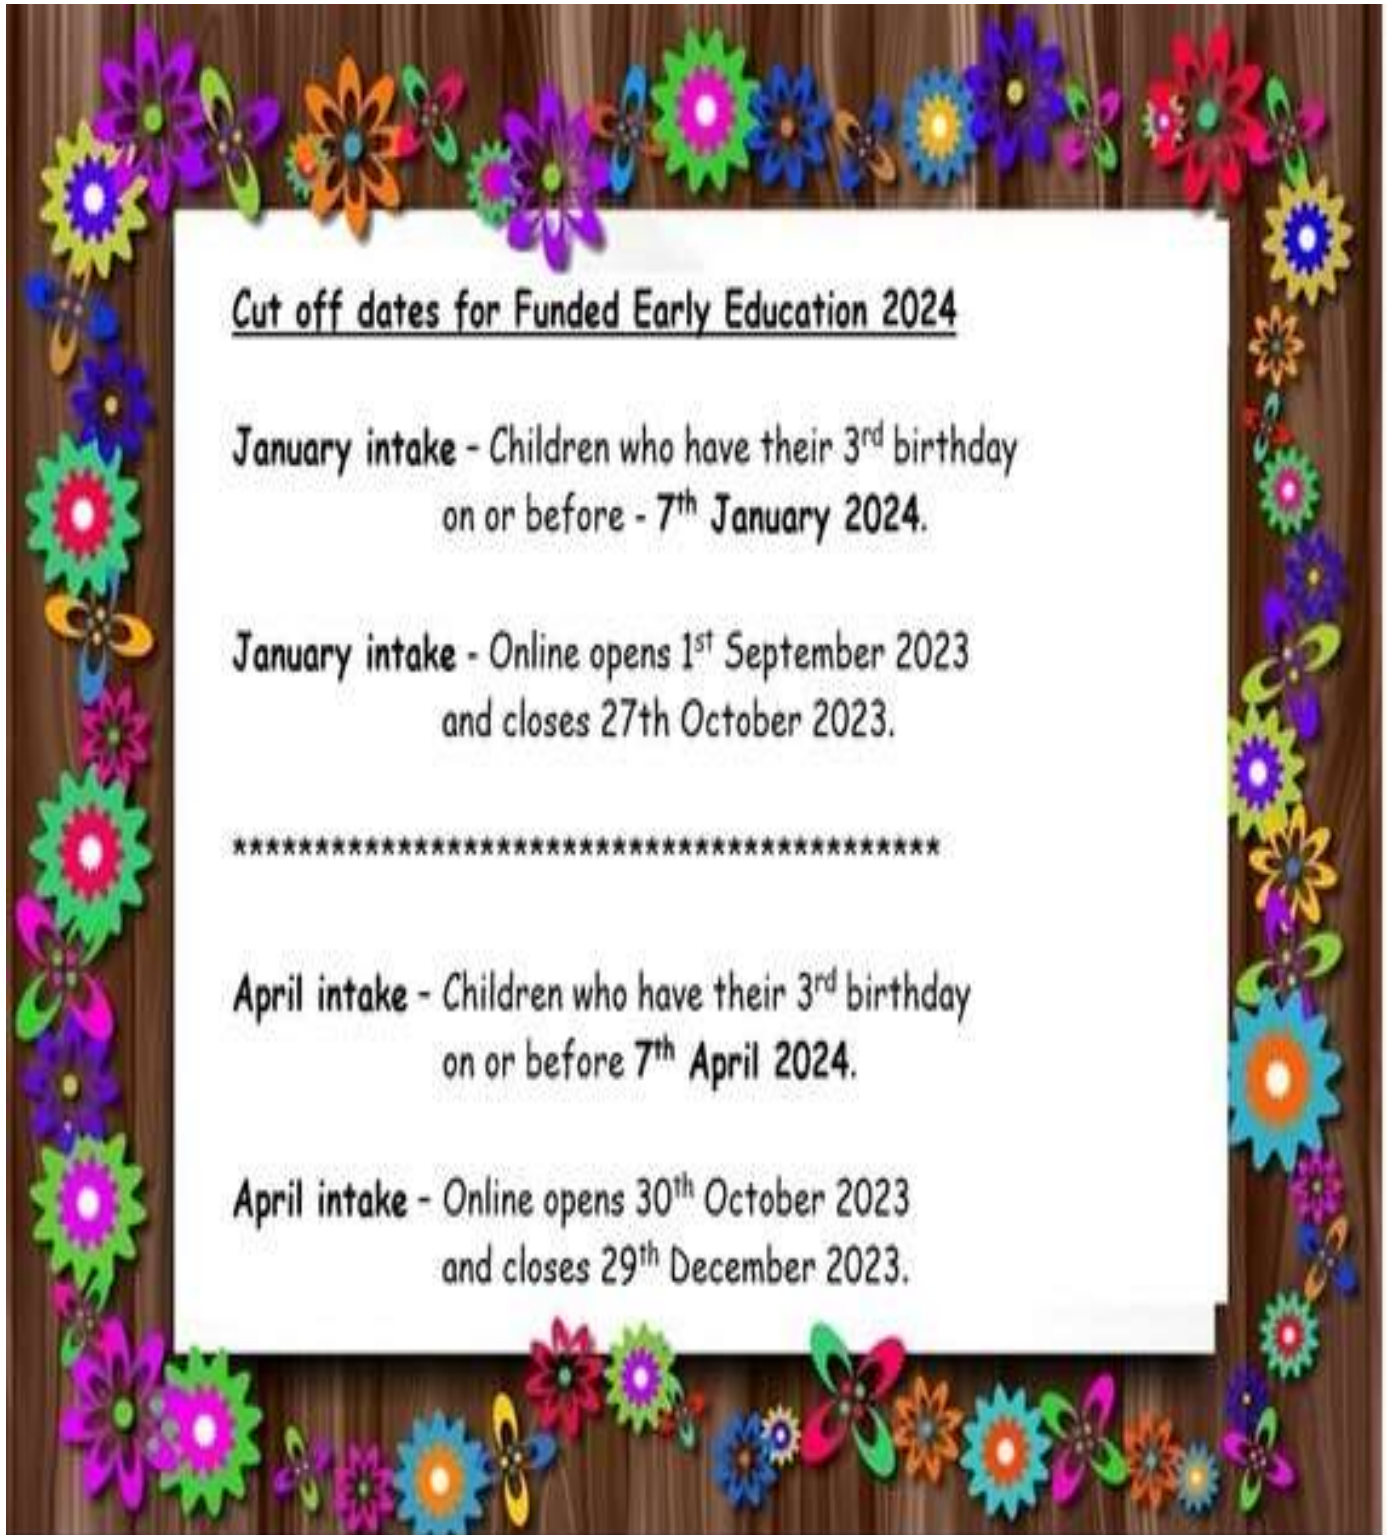 Cut off dates for Funded Early Education 2024
January intake – Children who have their 3rd birthday
on or before - 7th January 2024.
January intake - Online opens 1st September 2023
and closes 27th October 2023.
*******************************************
April intake – Children who have their 3rd birthday
on or before 7th April 2024.
April intake – Online opens 30th October 2023
and closes 29th December 2023.